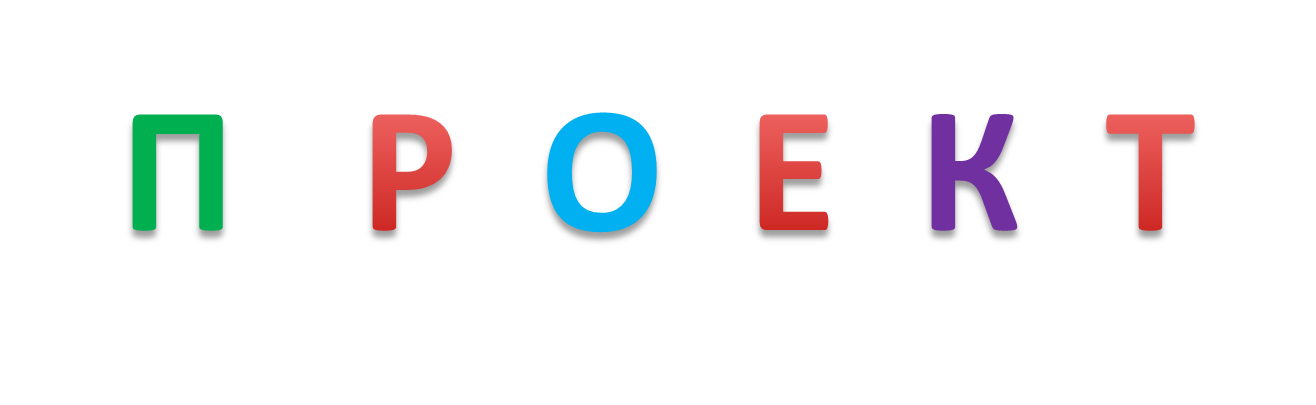 П Р О Е К Т